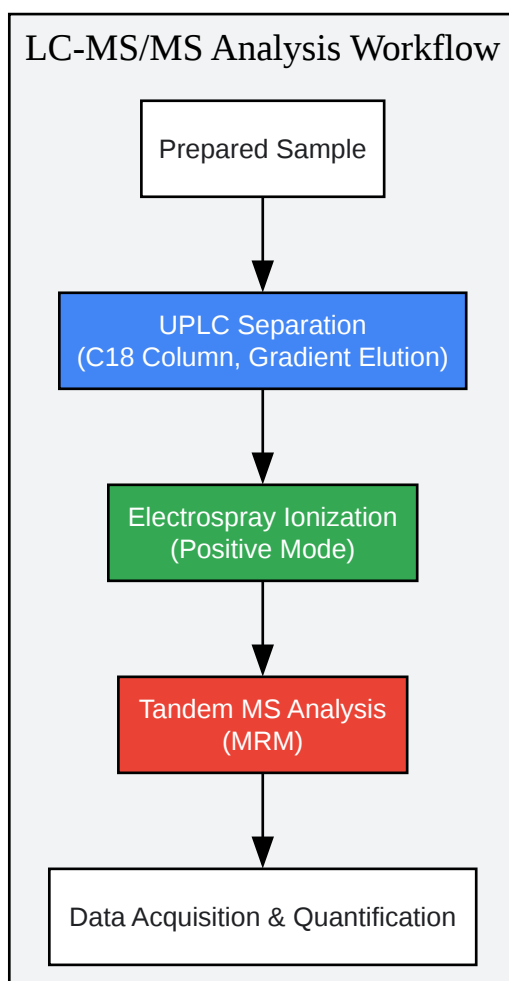 LC-MS/MS Analysis Workflow
Prepared Sample
UPLC Separation
(C18 Column, Gradient Elution)
Electrospray Ionization
(Positive Mode)
Tandem MS Analysis
(MRM)
Data Acquisition & Quantification